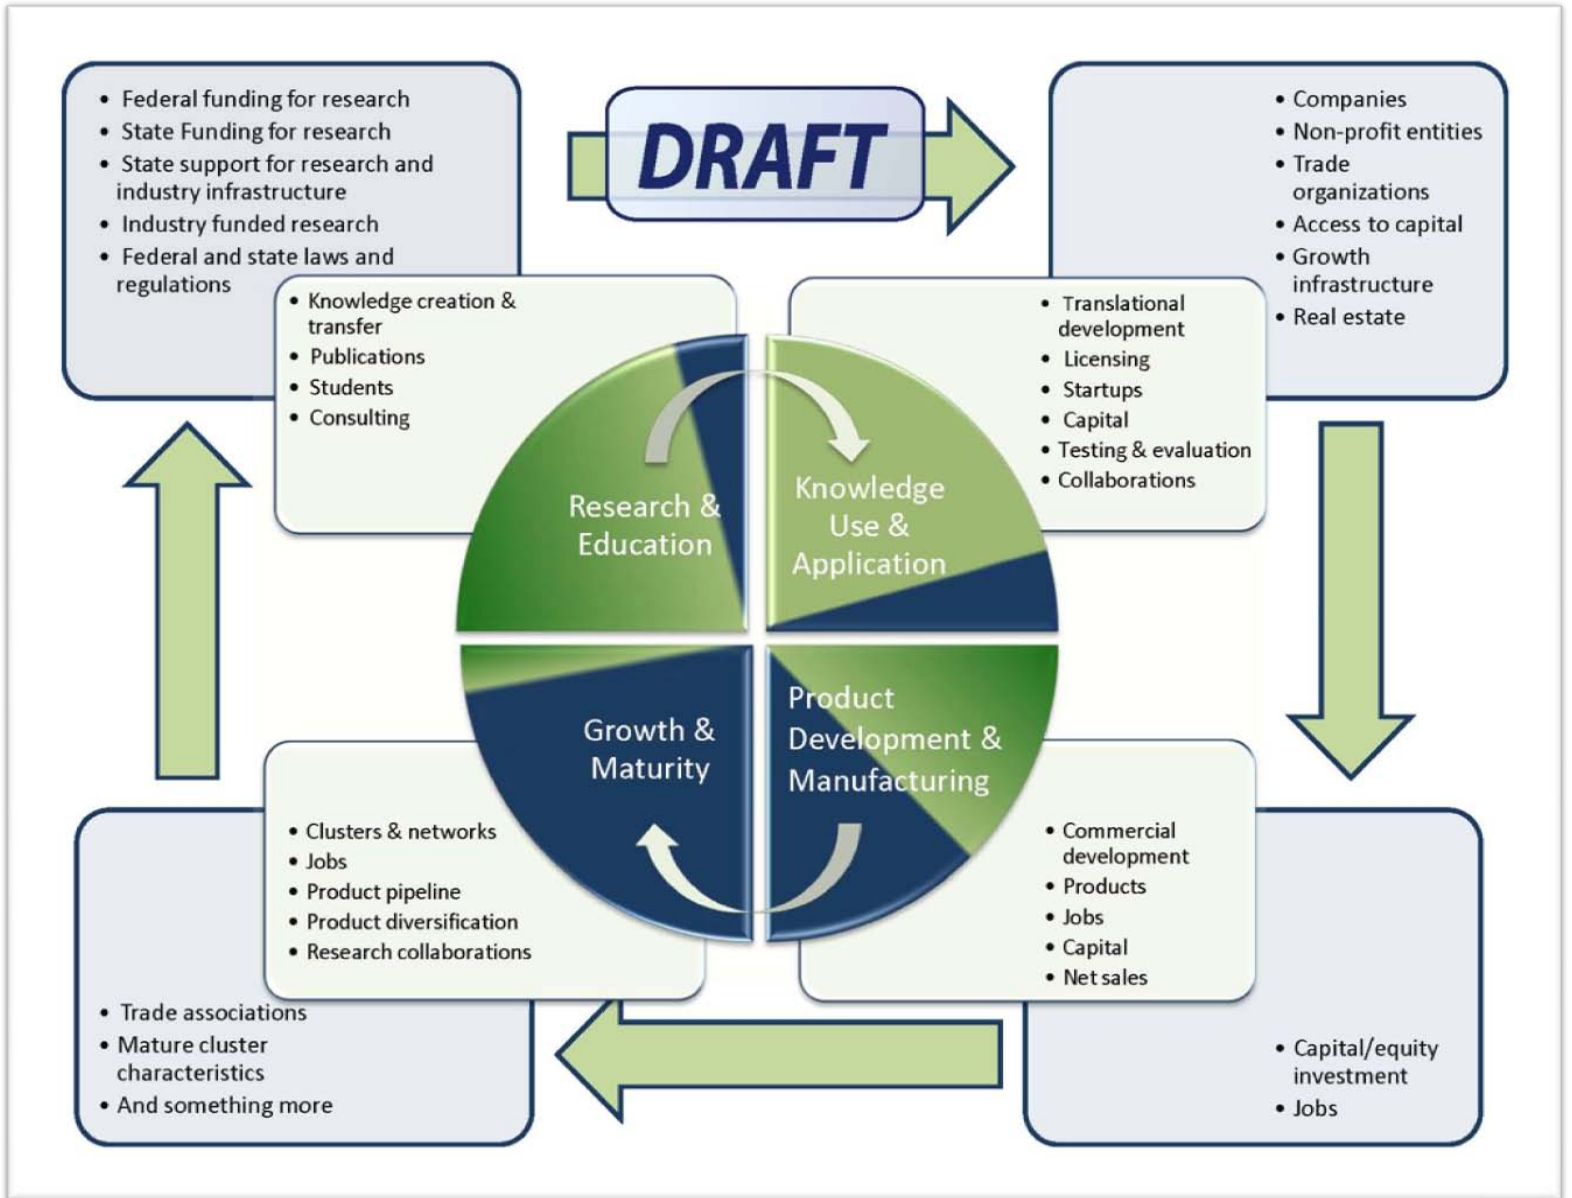 • Federal funding for research
• State Funding for research
• State support for research and
industry infrastructure
• Industry funded research
• Federal and state laws and
regulations
DRAFT
• Companies
• Non-profit entities
• Trade
organizations
• Access to capital
• Growth
infrastructure
• Real estate
• Knowledge creation &
transfer
• Publications
• Students
• Consulting
• Translational
development
• Licensing
• Startups
• Capital
• Testing & evaluation
• Collaborations
Research &
Education
Knowledge
Use &
Application
Growth &
Maturity
Product
Development &
Manufacturing
• Clusters & networks
• Jobs
• Product pipeline
• Product diversification
• Research collaborations
• Commercial
development
• Products
• Jobs
• Capital
• Net sales
• Trade associations
• Mature cluster
characteristics
• And something more
• Capital/equity
investment
• Jobs